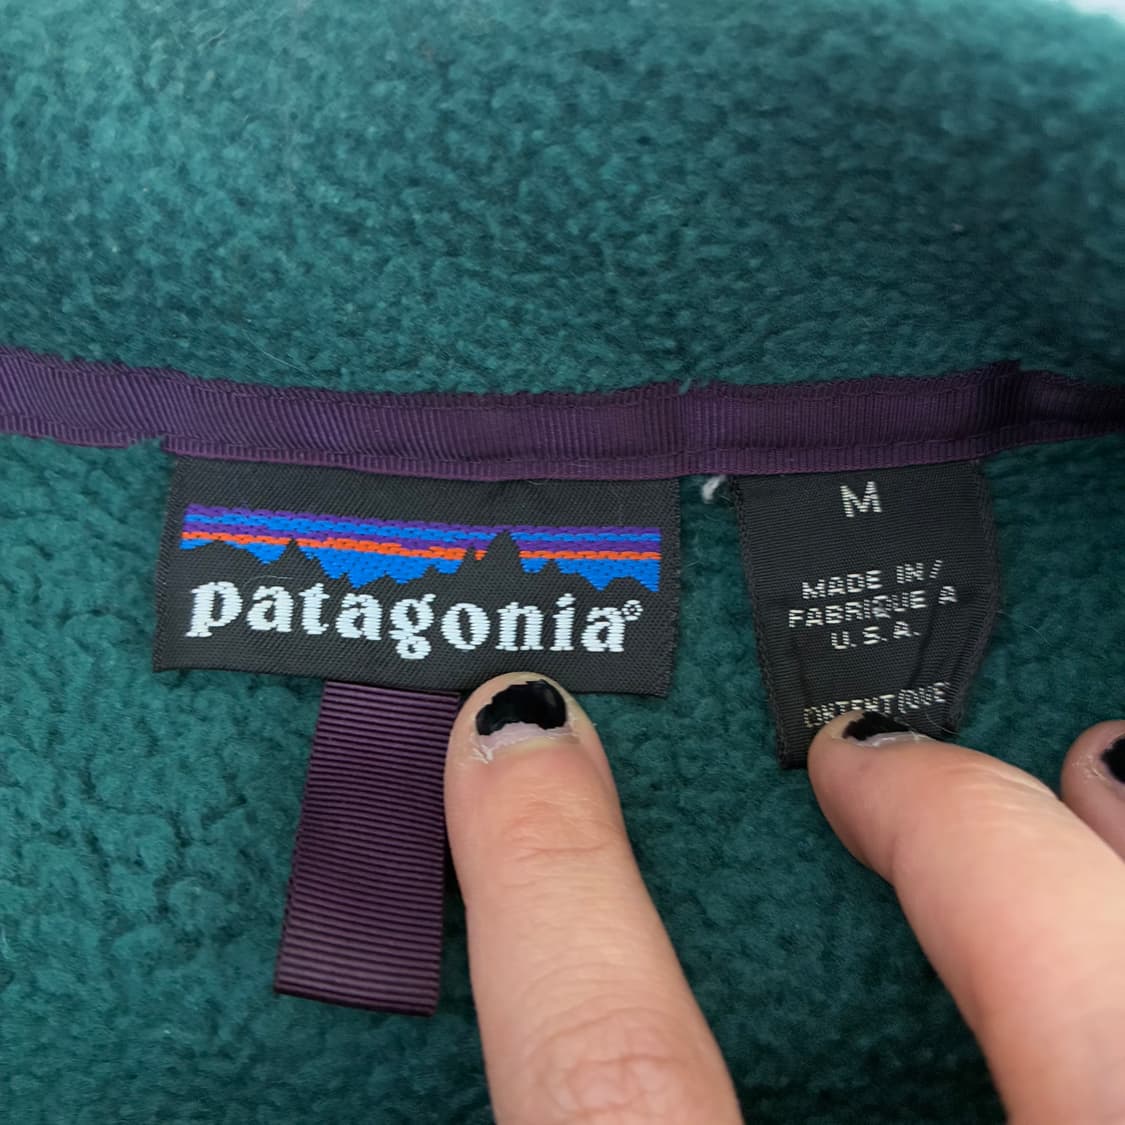 patagonia®
M
MADE IN/
FABRIQUE A
U.S.A.